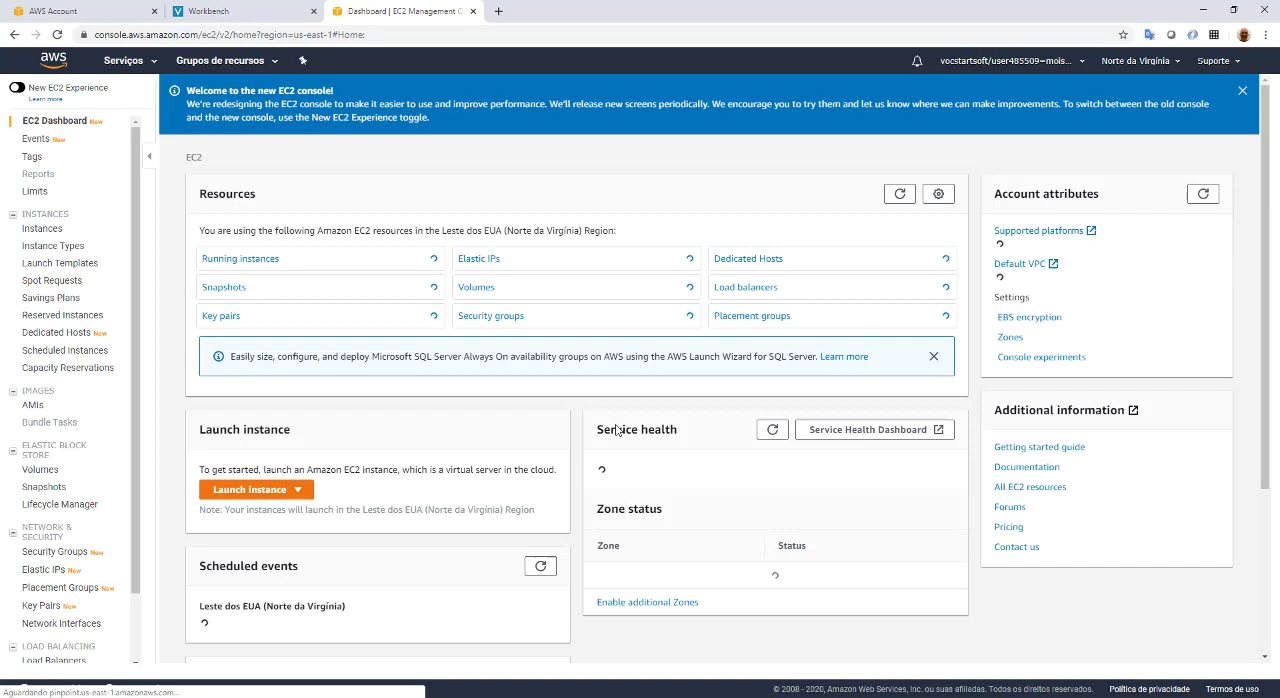 AWS Account
Workbench
Dashboard | EC2 Management C
console.aws.amazon.com/ec2/v2/home?region=us-east-1#Home:
aws
Serviços
Grupos de recursos
vocstartsoft/user485509=mois...
Norte da Virgínia
Suporte
New EC2 Experience
Learn more
Welcome to the new EC2 console!
We're redesigning the EC2 console to make it easier to use and improve performance. We'll release new screens periodically. We encourage you to try them and let us know where we can make improvements. To switch between the old console
and the new console, use the New EC2 Experience toggle.
EC2 Dashboard New
Events New
Tags
Reports
Limits
INSTANCES
Instances
Instance Types
Launch Templates
Spot Requests
Savings Plans
Reserved Instances
Dedicated Hosts New
Scheduled Instances
Capacity Reservations
IMAGES
AMIs
Bundle Tasks
ELASTIC BLOCK
STORE
Volumes
Snapshots
Lifecycle Manager
NETWORK &
SECURITY
Security Groups New
Elastic IPs New
Placement Groups New
Key Pairs New
Network Interfaces
LOAD BALANCING
Load Balancers
EC2
Resources
You are using the following Amazon EC2 resources in the Leste dos EUA (Norte da Virgínia) Region:
Running instances
Elastic IPs
Dedicated Hosts
Snapshots
Volumes
Load balancers
Key pairs
Security groups
Placement groups
Easily size, configure, and deploy Microsoft SQL Server Always On availability groups on AWS using the AWS Launch Wizard for SQL Server. Learn more
Launch instance
To get started, launch an Amazon EC2 instance, which is a virtual server in the cloud.
Launch instance
Note: Your instances will launch in the Leste dos EUA (Norte da Virgínia) Region
Scheduled events
Leste dos EUA (Norte da Virgínia)
Service health
Service Health Dashboard
Zone status
Zone
Status
Enable additional Zones
Account attributes
Supported platforms
Default VPC
Settings
EBS encryption
Zones
Console experiments
Additional information
Getting started guide
Documentation
All EC2 resources
Forums
Pricing
Contact us
Aguardando pinpoint.us-east-1.amazonaws.com...
© 2008 - 2020, Amazon Web Services, Inc. ou suas afiliadas. Todos os direitos reservados.
Política de privacidade
Termos de uso